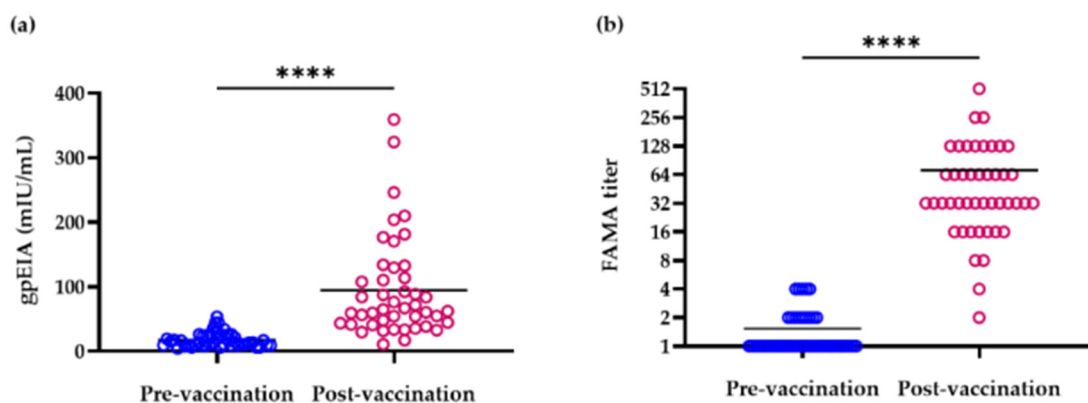 (a)
****
400
300
200
100
0
gpEIA (mIU/mL)
Pre-vaccination Post-vaccination
(b)
****
512
256
128
64
32
16
8
4
2
1
FAMA titer
Pre-vaccination Post-vaccination